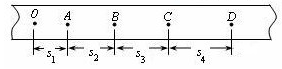 O A B C D
s₁ s₂ s₃ s₄